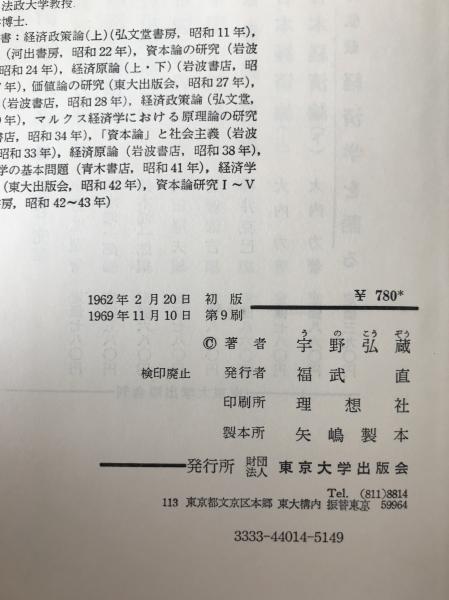 法政大学教授.
博士.
書：経済政策論(上)(弘文堂書房，昭和11年)，
(河出書房，昭和22年)，資本論の研究(岩波
昭和24年)，経済原論(上・下)(岩波書店，昭
年)，価値論の研究(東大出版会，昭和27年)，
(岩波書店，昭和28年)，経済政策論(弘文堂，
年)，マルクス経済学における原理論の研究
書店，昭和34年)，「資本論」と社会主義(岩波
昭和33年)，経済原論(岩波書店，昭和38年)，
学の基本問題(青木書店，昭和41年)，経済学
(東大出版会，昭和42年)，資本論研究I～V
書房，昭和42～43年)
1962年2月20日 初版
¥ 780*
1969年11月10日 第9刷
うのこうぞう
©著者 宇野弘蔵
検印廃止 発行者 福武直
印刷所 理想社
製本所 矢嶋製本
発行所 財団法人 東京大学出版会
Tel. (811)8814
113 東京都文京区本郷 東大構内 振替東京 59964
3333-44014-5149